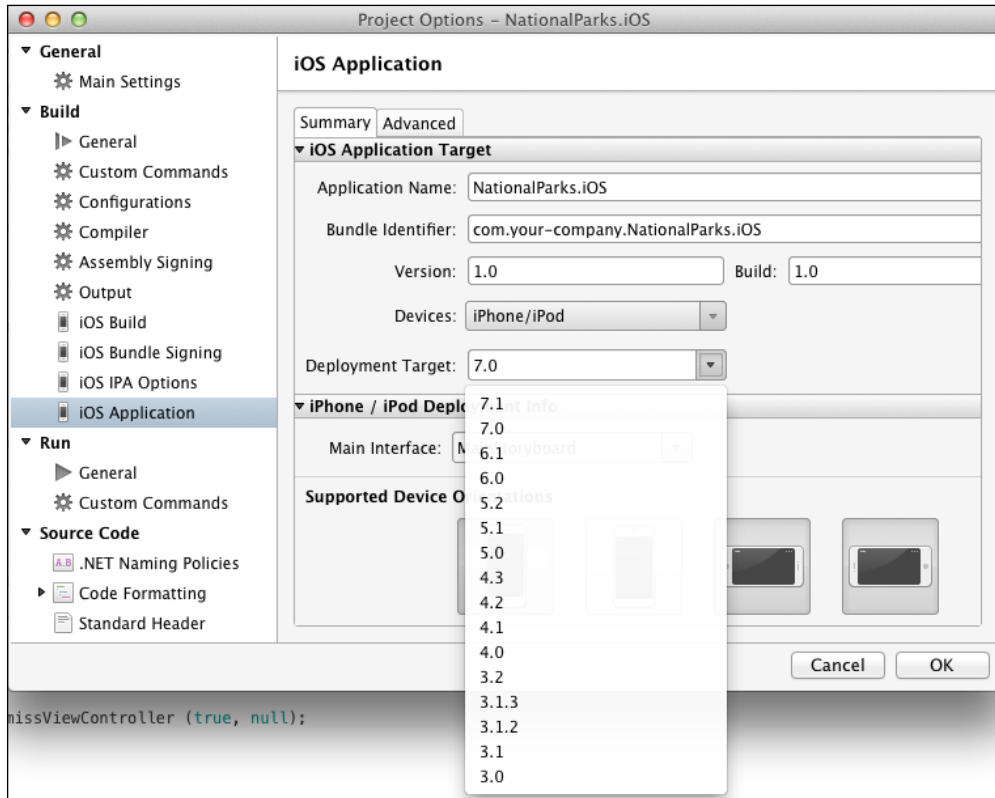 Project Options – NationalParks.iOS
General
Main Settings
Build
General
Custom Commands
Configurations
Compiler
Assembly Signing
Output
iOS Build
iOS Bundle Signing
iOS IPA Options
iOS Application
Run
General
Custom Commands
Source Code
A.B .NET Naming Policies
Code Formatting
Standard Header
iOS Application
Summary Advanced
iOS Application Target
Application Name: NationalParks.iOS
Bundle Identifier: com.your-company.NationalParks.iOS
Version: 1.0 Build: 1.0
Devices: iPhone/iPod
Deployment Target: 7.0
7.1
7.0
6.1
6.0
5.2
5.1
5.0
4.3
4.2
4.1
4.0
3.2
3.1.3
3.1.2
3.1
3.0
iPhone / iPod Deployment Info
Main Interface: MainStoryboard
Supported Device Orientations
Cancel OK
missViewController (true, null);